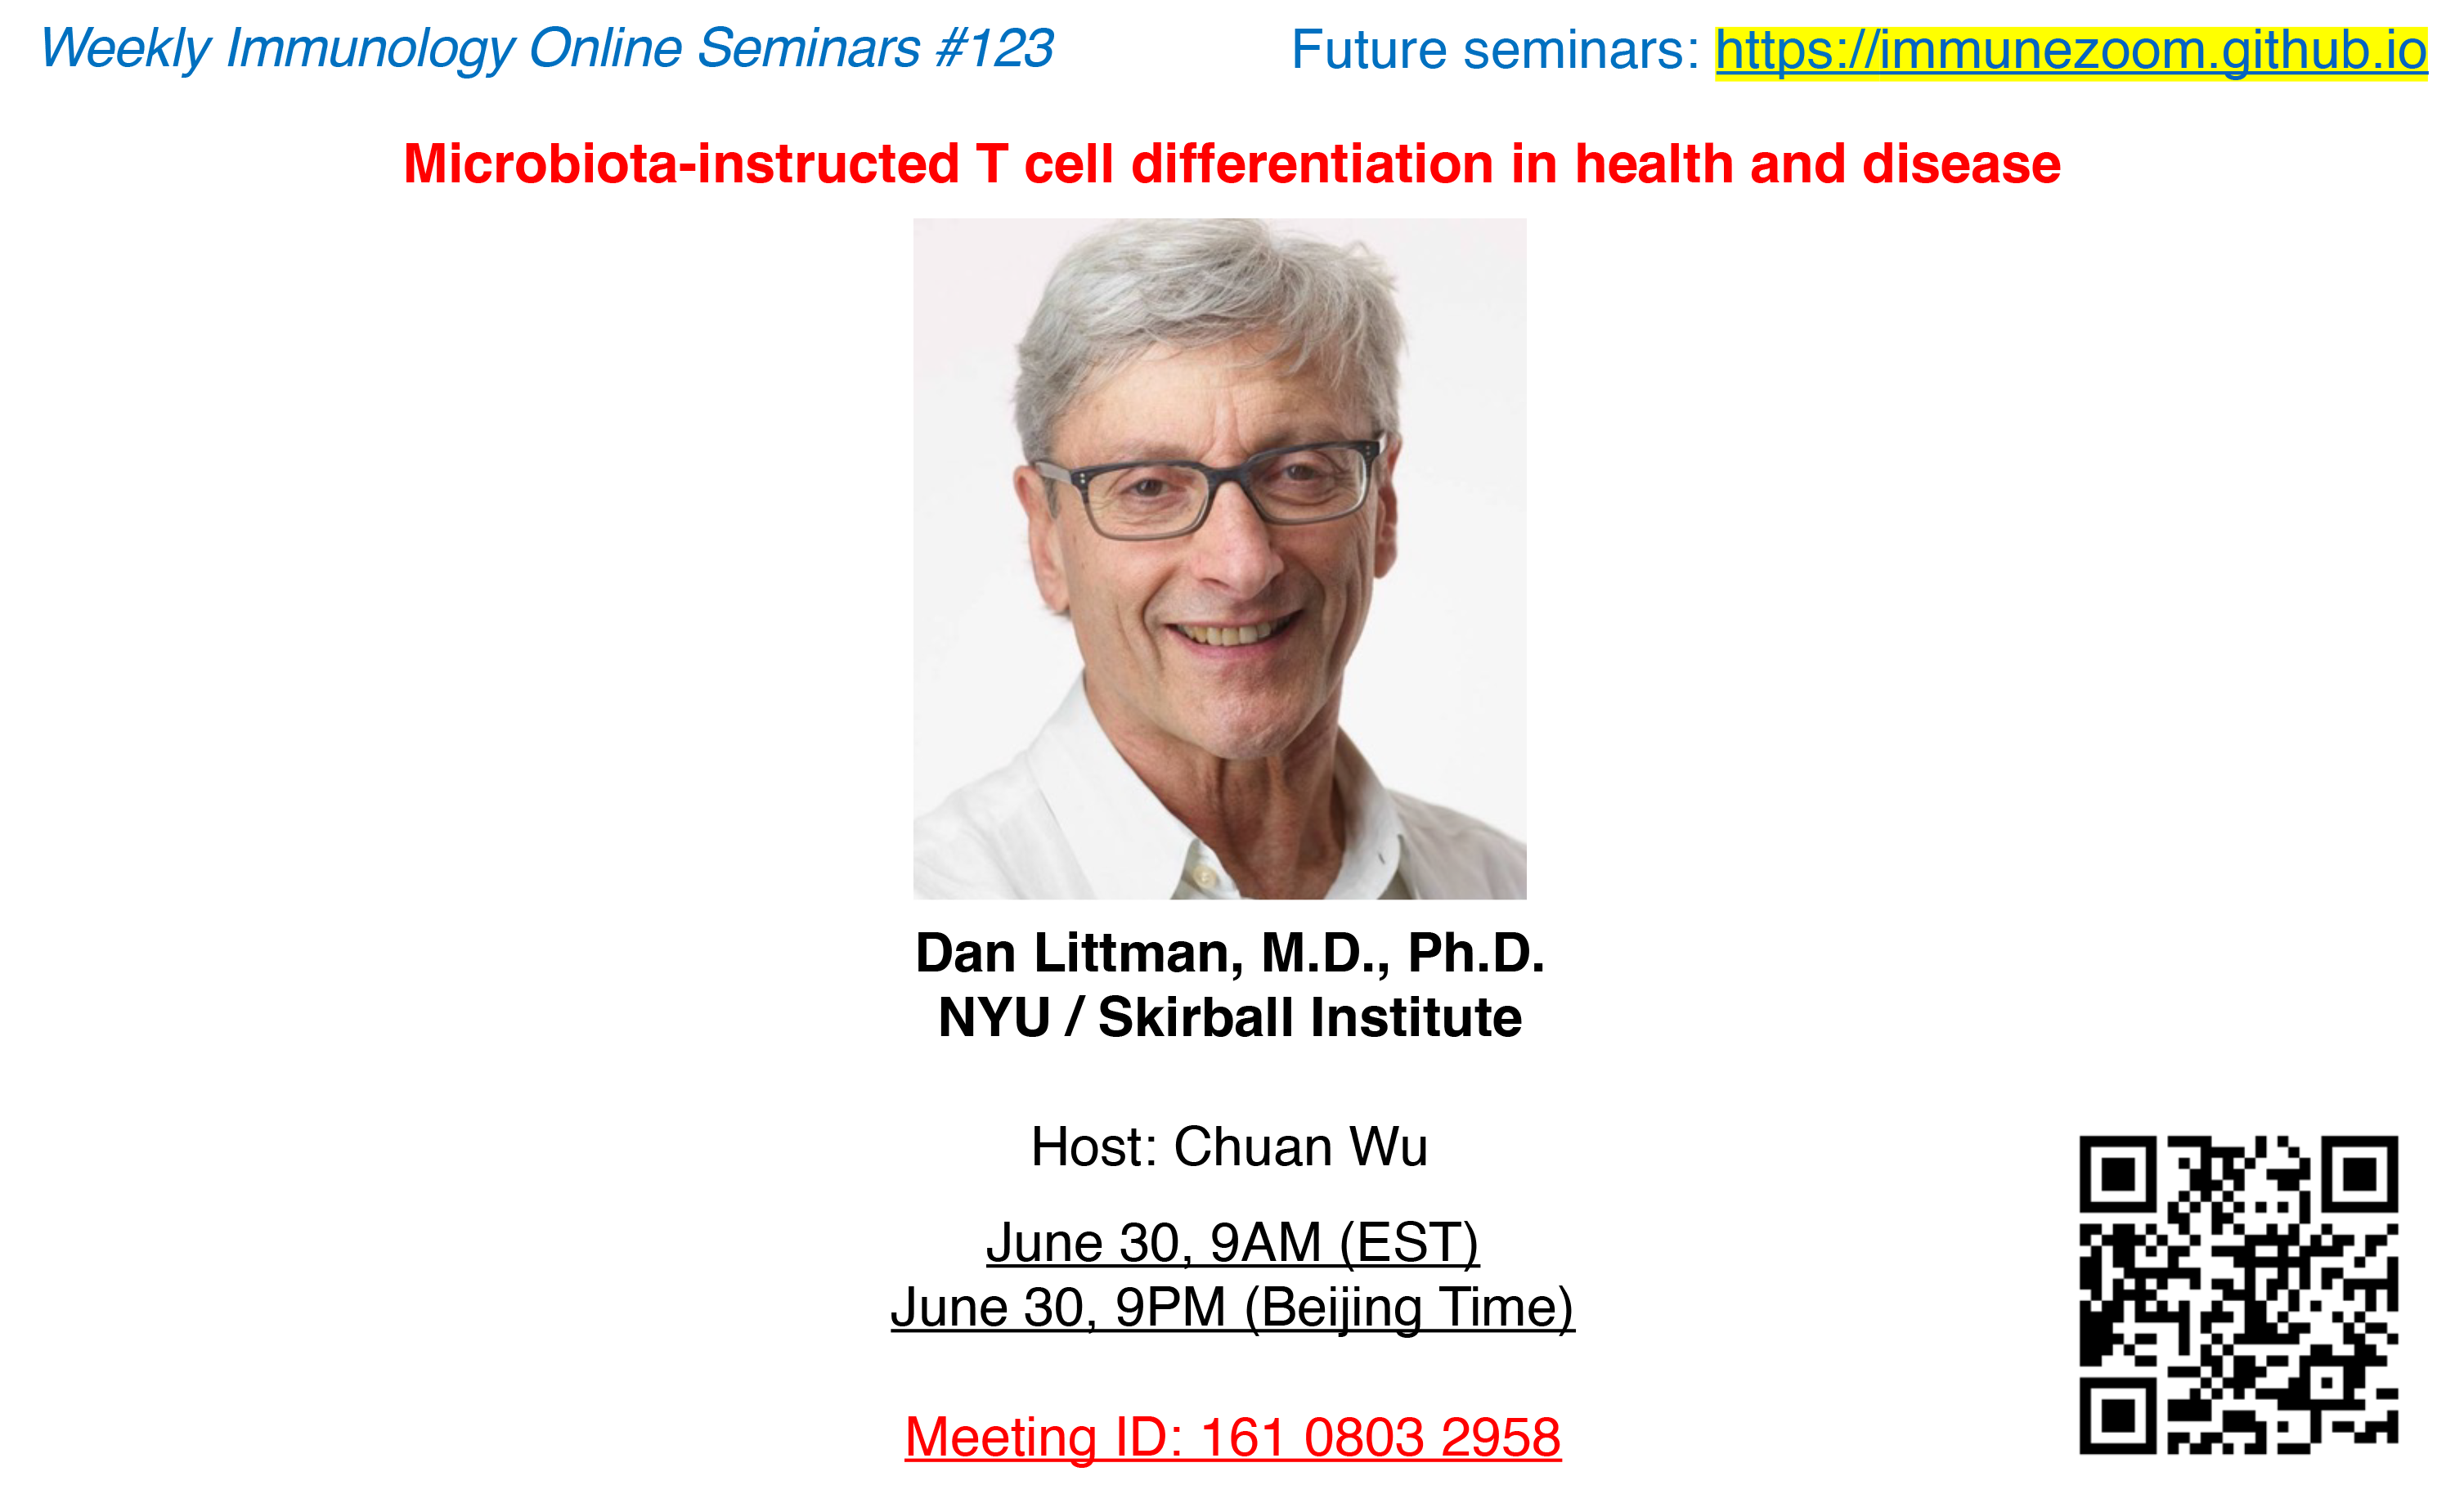 Weekly Immunology Online Seminars #123
Future seminars: https://immunezoom.github.io
Microbiota-instructed T cell differentiation in health and disease
Dan Littman, M.D., Ph.D.
NYU / Skirball Institute
Host: Chuan Wu
June 30, 9AM (EST)
June 30, 9PM (Beijing Time)
Meeting ID: 161 0803 2958